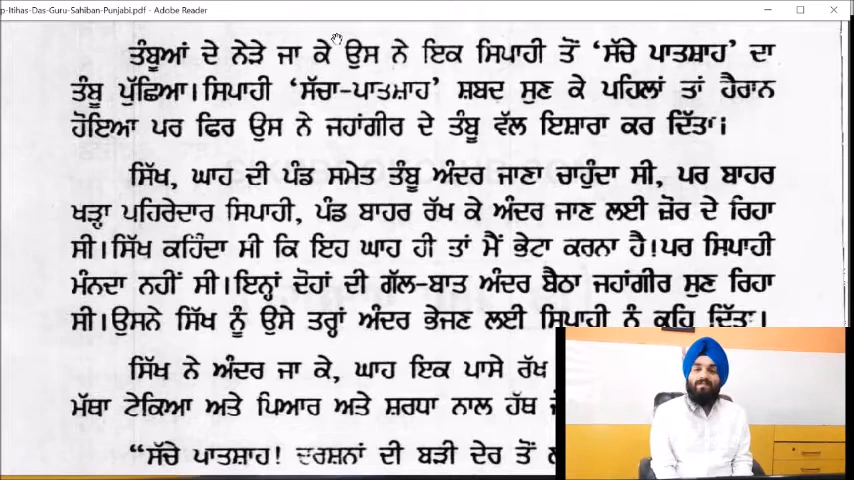 p-Itihas-Das-Guru-Sahiban-Punjabi.pdf - Adobe Reader
ਤੰਬੂਆਂ ਦੇ ਨੇੜੇ ਜਾ ਕੇ ਉਸ ਨੇ ਇਕ ਸਿਪਾਹੀ ਤੋਂ ‘ਸੱਚੇ ਪਾਤਸ਼ਾਹ’ ਦਾ
ਤੰਬੂ ਪੁੱਛਿਆ। ਸਿਪਾਹੀ ‘ਸੱਚਾ-ਪਾਤਸ਼ਾਹ’ ਸ਼ਬਦ ਸੁਣ ਕੇ ਪਹਿਲਾਂ ਤਾਂ ਹੈਰਾਨ
ਹੋਇਆ ਪਰ ਫਿਰ ਉਸ ਨੇ ਜਹਾਂਗੀਰ ਦੇ ਤੰਬੂ ਵੱਲ ਇਸ਼ਾਰਾ ਕਰ ਦਿੱਤਾ।
ਸਿੱਖ, ਘਾਹ ਦੀ ਪੰਡ ਸਮੇਤ ਤੰਬੂ ਅੰਦਰ ਜਾਣਾ ਚਾਹੁੰਦਾ ਸੀ, ਪਰ ਬਾਹਰ
ਖੜ੍ਹਾ ਪਹਿਰੇਦਾਰ ਸਿਪਾਹੀ, ਪੰਡ ਬਾਹਰ ਰੱਖ ਕੇ ਅੰਦਰ ਜਾਣ ਲਈ ਜ਼ੋਰ ਦੇ ਰਿਹਾ
ਸੀ। ਸਿੱਖ ਕਹਿੰਦਾ ਸੀ ਕਿ ਇਹ ਘਾਹ ਹੀ ਤਾਂ ਮੈਂ ਭੇਟਾ ਕਰਨਾ ਹੈ! ਪਰ ਸਿਪਾਹੀ
ਮੰਨਦਾ ਨਹੀਂ ਸੀ। ਇਨ੍ਹਾਂ ਦੋਹਾਂ ਦੀ ਗੱਲ-ਬਾਤ ਅੰਦਰ ਬੈਠਾ ਜਹਾਂਗੀਰ ਸੁਣ ਰਿਹਾ
ਸੀ। ਉਸਨੇ ਸਿੱਖ ਨੂੰ ਉਸੇ ਤਰ੍ਹਾਂ ਅੰਦਰ ਭੇਜਣ ਲਈ ਸਿਪਾਹੀ ਨੂੰ ਕਹਿ ਦਿੱਤਾ।
ਸਿੱਖ ਨੇ ਅੰਦਰ ਜਾ ਕੇ, ਘਾਹ ਇਕ ਪਾਸੇ ਰੱਖ
ਮੱਥਾ ਟੇਕਿਆ ਅਤੇ ਪਿਆਰ ਅਤੇ ਸ਼ਰਧਾ ਨਾਲ ਹੱਥ
“ਸੱਚੇ ਪਾਤਸ਼ਾਹ! ਦਰਸ਼ਨਾਂ ਦੀ ਬੜੀ ਦੇਰ ਤੋਂ